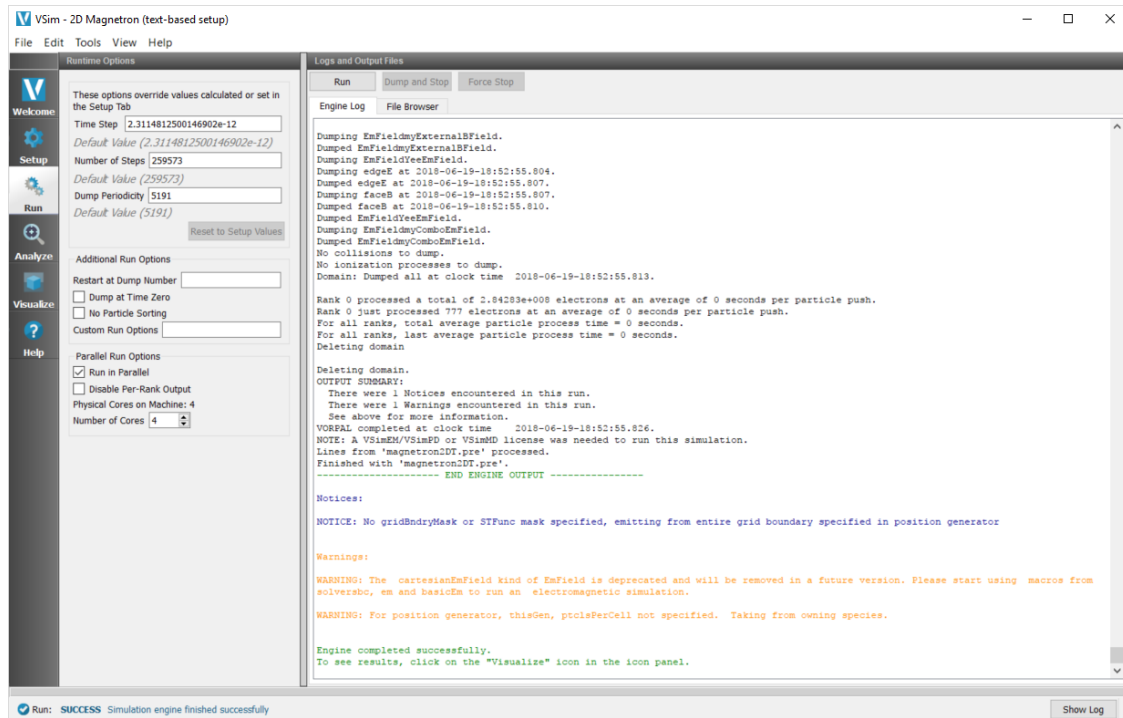 VSim - 2D Magnetron (text-based setup)
File Edit Tools View Help
Welcome
Setup
Run
Analyze
Visualize
Help
Runtime Options
These options override values calculated or set in
the Setup Tab
Time Step 2.3114812500146902e-12
Default Value (2.3114812500146902e-12)
Number of Steps 259573
Default Value (259573)
Dump Periodicity 5191
Default Value (5191)
Reset to Setup Values
Additional Run Options
Restart at Dump Number
Dump at Time Zero
No Particle Sorting
Custom Run Options
Parallel Run Options
Run in Parallel
Disable Per-Rank Output
Physical Cores on Machine: 4
Number of Cores 4
Logs and Output Files
Run Dump and Stop Force Stop
Engine Log File Browser
Dumping EmFieldmyExternalBField.
Dumped EmFieldmyExternalBField.
Dumping EmFieldYeeEmField.
Dumping edgeE at 2018-06-19-18:52:55.804.
Dumped edgeE at 2018-06-19-18:52:55.807.
Dumping faceB at 2018-06-19-18:52:55.807.
Dumped faceB at 2018-06-19-18:52:55.810.
Dumped EmFieldYeeEmField.
Dumping EmFieldmyComboEmField.
Dumped EmFieldmyComboEmField.
No collisions to dump.
No ionization processes to dump.
Domain: Dumped all at clock time 2018-06-19-18:52:55.813.
Rank 0 processed a total of 2.84283e+008 electrons at an average of 0 seconds per particle push.
Rank 0 just processed 777 electrons at an average of 0 seconds per particle push.
For all ranks, total average particle process time = 0 seconds.
For all ranks, last average particle process time = 0 seconds.
Deleting domain
Deleting domain.
OUTPUT SUMMARY:
There were 1 Notices encountered in this run.
There were 1 Warnings encountered in this run.
See above for more information.
VORPAL completed at clock time 2018-06-19-18:52:55.826.
NOTE: A VSimEM/VSimPD or VSimMD license was needed to run this simulation.
Lines from 'magnetron2DT.pre' processed.
Finished with 'magnetron2DT.pre'.
--------------------- END ENGINE OUTPUT ----------------
Notices:
NOTICE: No gridBndryMask or STFunc mask specified, emitting from entire grid boundary specified in position generator
Warnings:
WARNING: The cartesianEmField kind of EmField is deprecated and will be removed in a future version. Please start using macros from
solversbc, em and basicEm to run an electromagnetic simulation.
WARNING: For position generator, thisGen, ptclsPerCell not specified. Taking from owning species.
Engine completed successfully.
To see results, click on the "Visualize" icon in the icon panel.
Run: SUCCESS Simulation engine finished successfully
Show Log